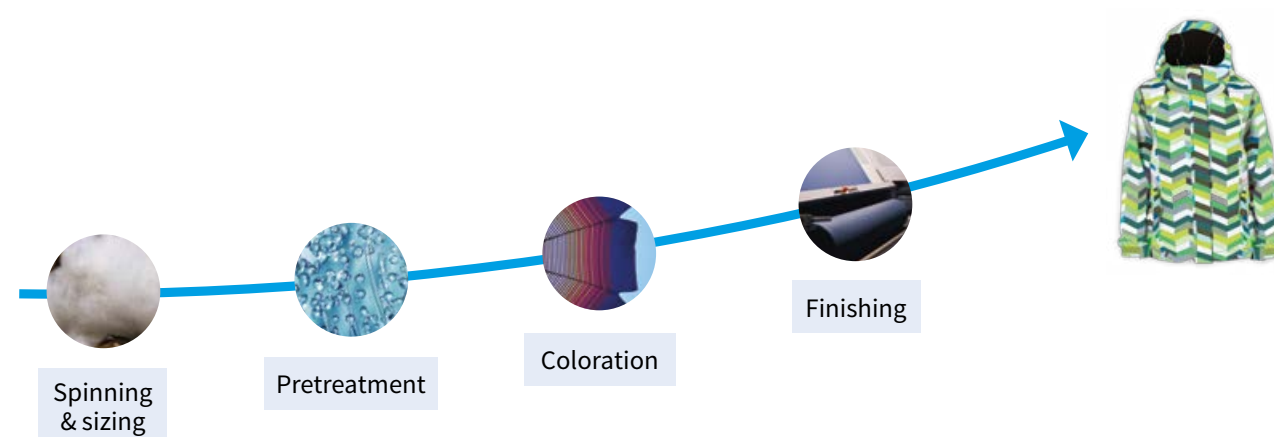 Spinning
& sizing
Pretreatment
Coloration
Finishing